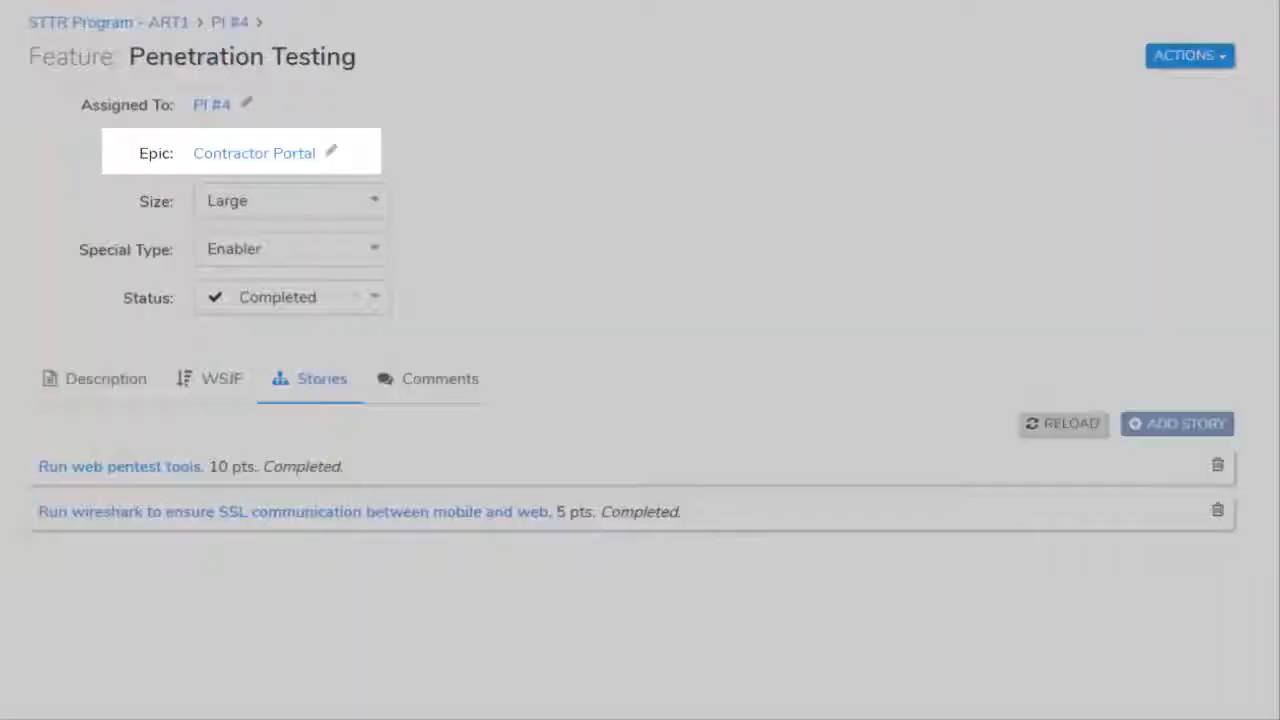 STTR Program - ART1 > PI #4 >
Feature: Penetration Testing
ACTIONS
Assigned To: PI #4
Epic: Contractor Portal
Size: Large
Special Type: Enabler
Status: Completed
Description WSJF Stories Comments
RELOAD ADD STORY
Run web pentest tools. 10 pts. Completed.
Run wireshark to ensure SSL communication between mobile and web. 5 pts. Completed.